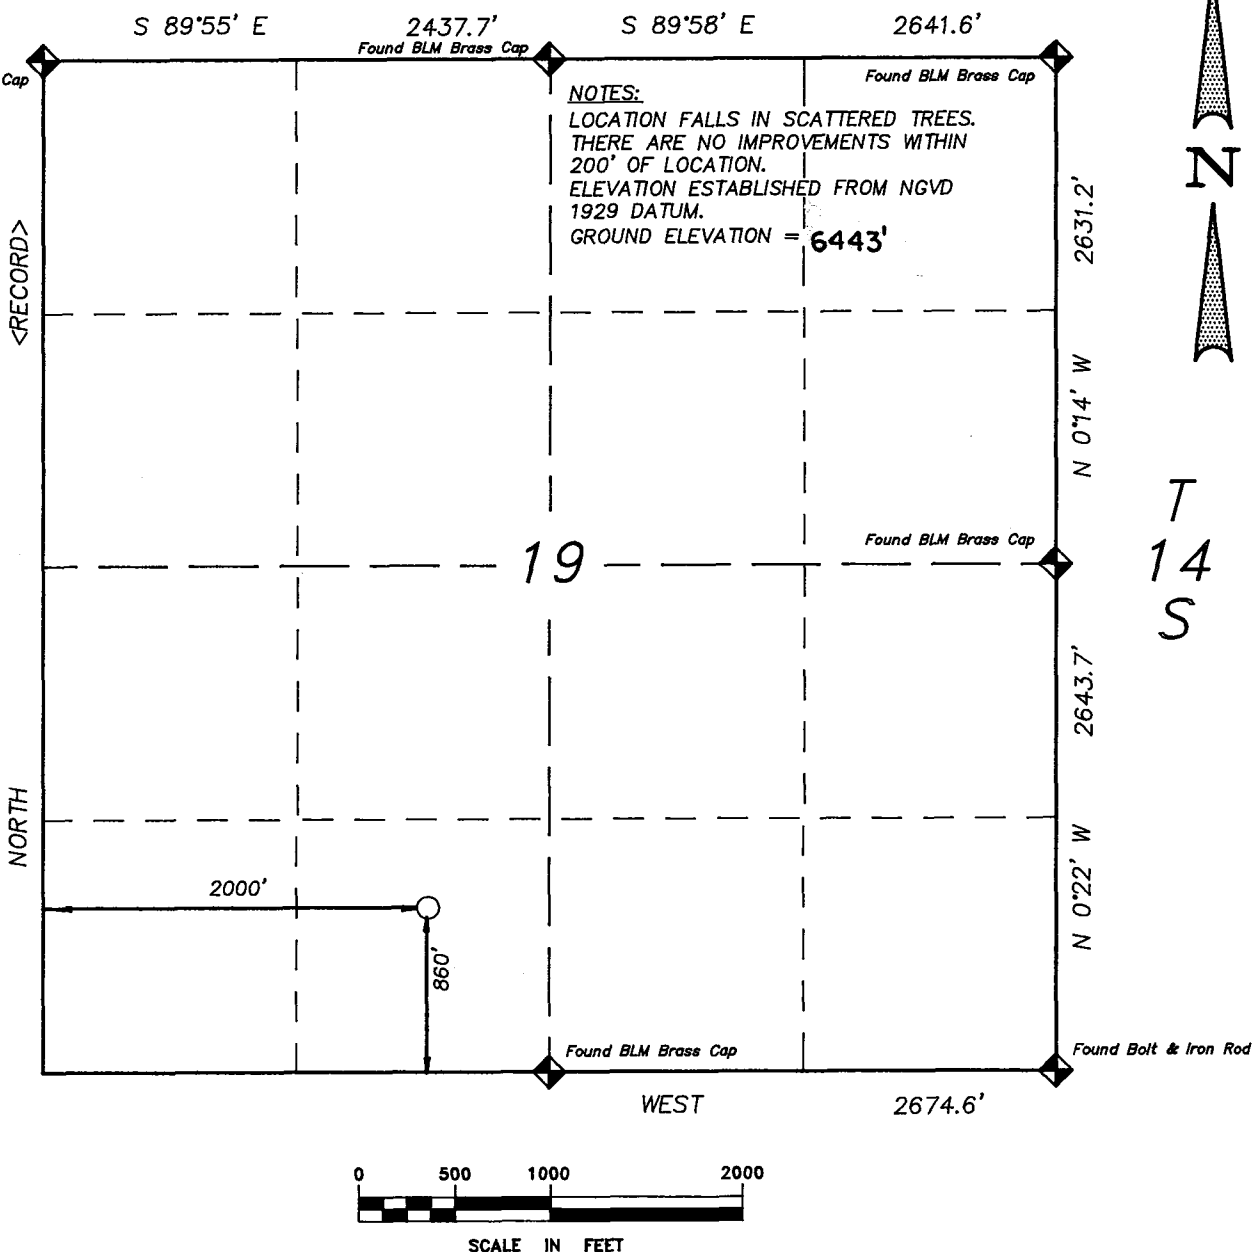 S 89°55' E 2437.7' S 89°58' E 2641.6'
Found BLM Brass Cap
Cap
Found BLM Brass Cap
NOTES:
LOCATION FALLS IN SCATTERED TREES.
THERE ARE NO IMPROVEMENTS WITHIN
200' OF LOCATION.
ELEVATION ESTABLISHED FROM NGVD
1929 DATUM.
GROUND ELEVATION = 6443'
N
2631.2'
<RECORD>
N 0°14' W
T
14
S
Found BLM Brass Cap
19
2643.7'
NORTH
N 0°22' W
2000'
860'
Found BLM Brass Cap
Found Bolt & Iron Rod
WEST 2674.6'
0 500 1000 2000
SCALE IN FEET